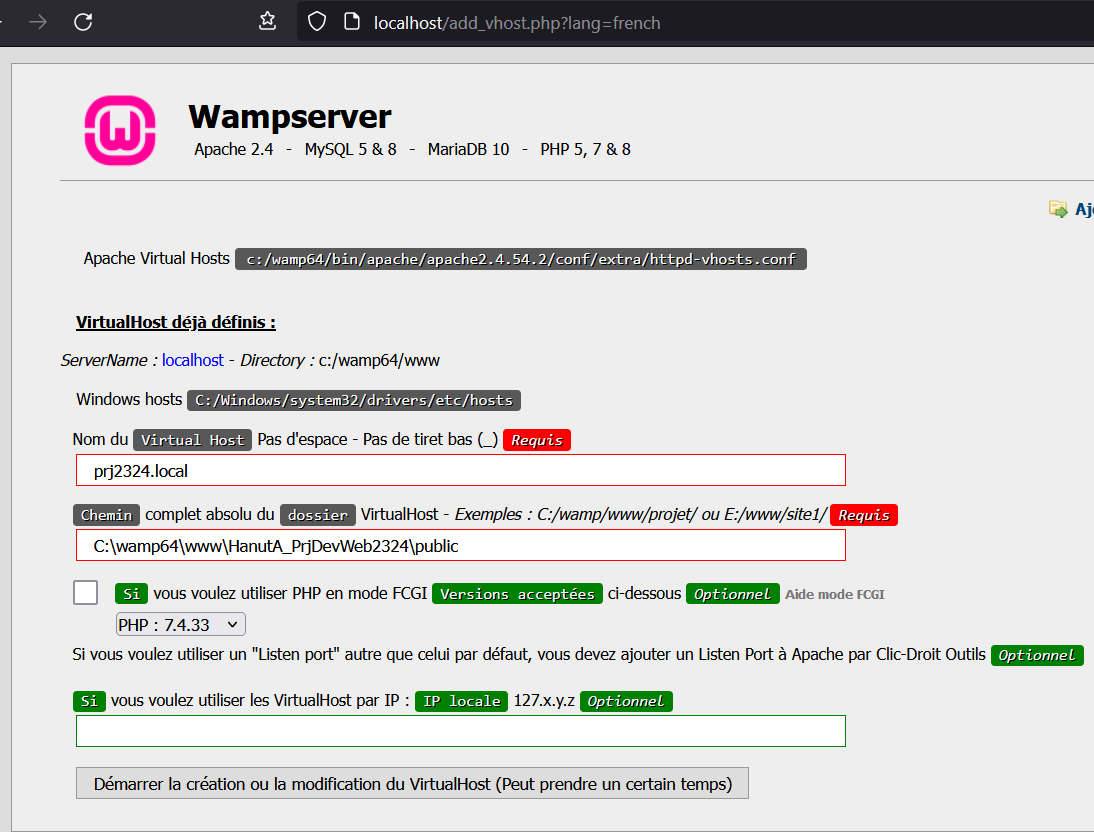 localhost/add_vhost.php?lang=french
Wampserver
Apache 2.4 - MySQL 5 & 8 - MariaDB 10 - PHP 5, 7 & 8
Apache Virtual Hosts c:/wamp64/bin/apache/apache2.4.54.2/conf/extra/httpd-vhosts.conf
VirtualHost déjà définis :
ServerName : localhost - Directory : c:/wamp64/www
Windows hosts C:/Windows/system32/drivers/etc/hosts
Nom du Virtual Host Pas d'espace - Pas de tiret bas (_) Requis
prj2324.local
Chemin complet absolu du dossier VirtualHost - Exemples : C:/wamp/www/projet/ ou E:/www/site1/ Requis
C:\wamp64\www\HanutA_PrjDevWeb2324\public
Si vous voulez utiliser PHP en mode FCGI Versions acceptées ci-dessous Optionnel Aide mode FCGI
PHP : 7.4.33
Si vous voulez utiliser un "Listen port" autre que celui par défaut, vous devez ajouter un Listen Port à Apache par Clic-Droit Outils Optionnel
Si vous voulez utiliser les VirtualHost par IP : IP locale 127.x.y.z Optionnel
Démarrer la création ou la modification du VirtualHost (Peut prendre un certain temps)